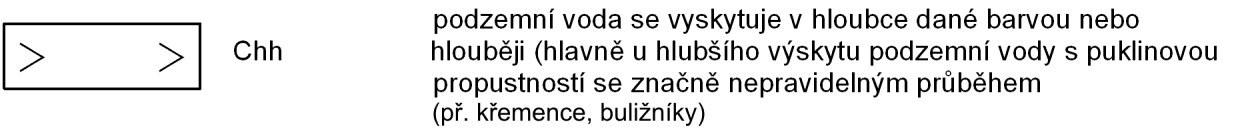 podzemní voda se vyskytuje v hloubce dané barvou nebo
> > Chh hlouběji (hlavně u hlubšího výskytu podzemní vody s puklinovou
propustností se značně nepravidelným průběhem
(př. křemence, buližníky)